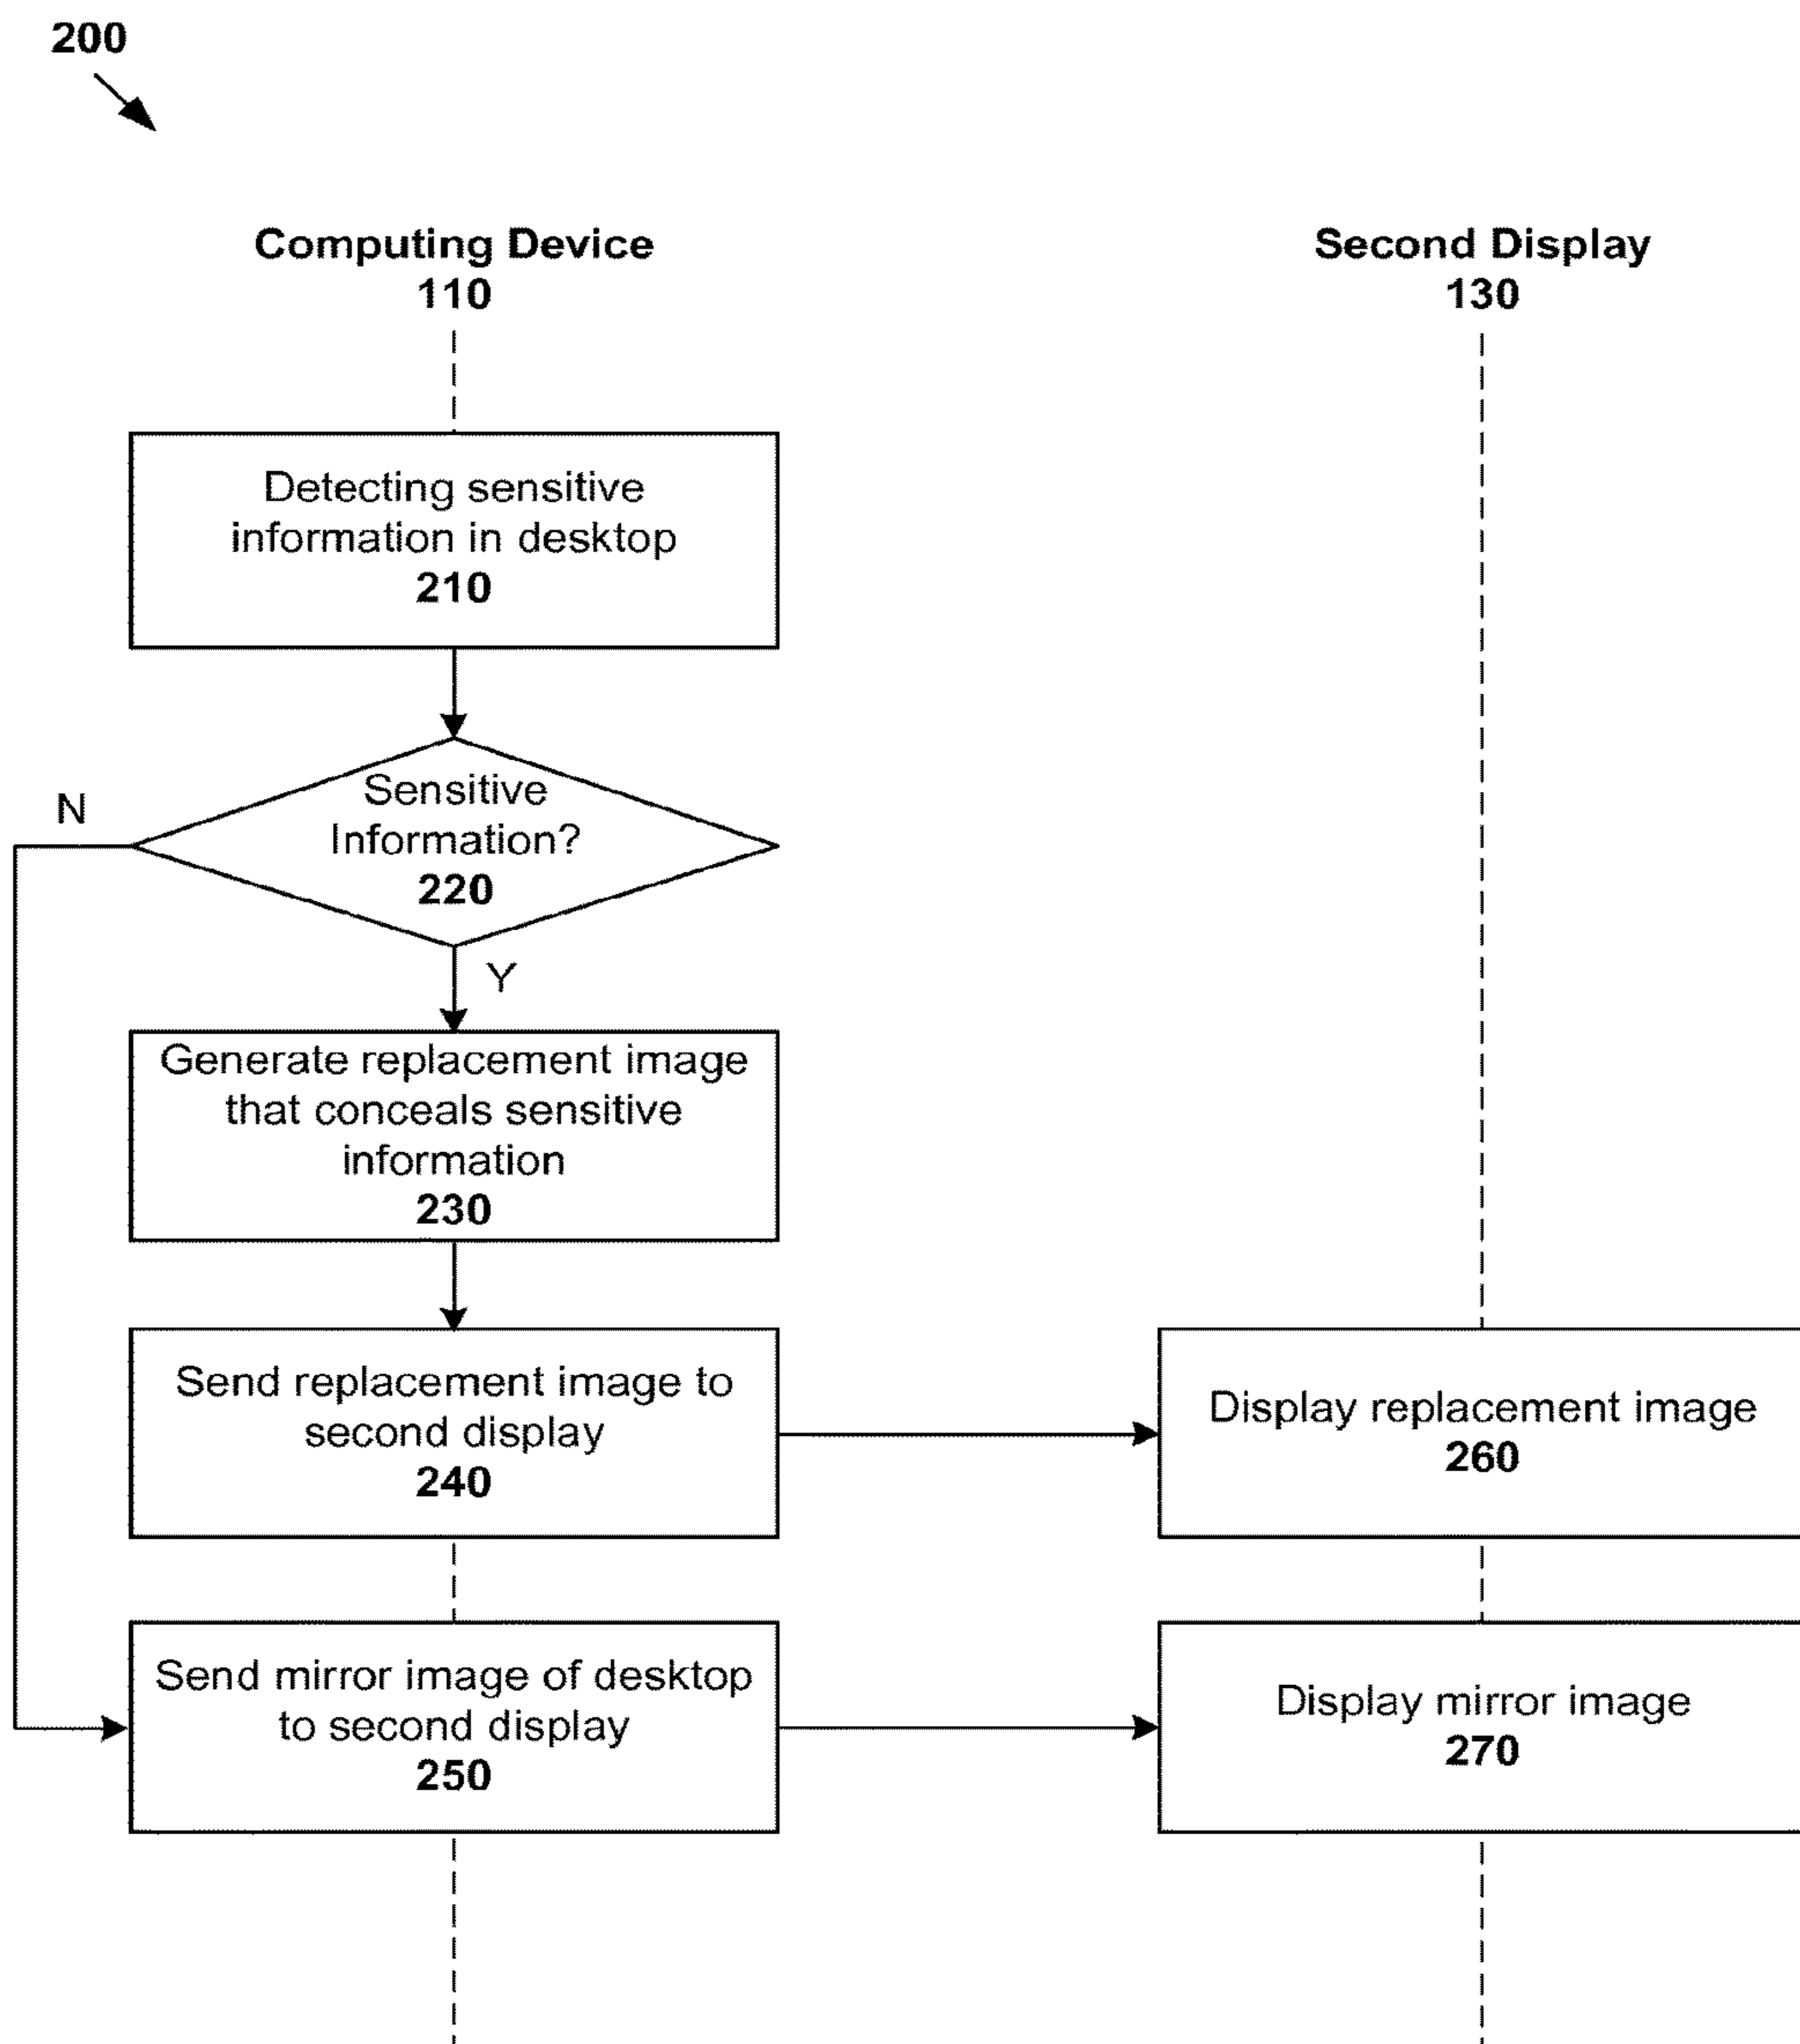 200
Computing Device
110
Second Display
130
Detecting sensitive
information in desktop
210
Sensitive
Information?
220
N
Y
Generate replacement image
that conceals sensitive
information
230
Send replacement image to
second display
240
Display replacement image
260
Send mirror image of desktop
to second display
250
Display mirror image
270